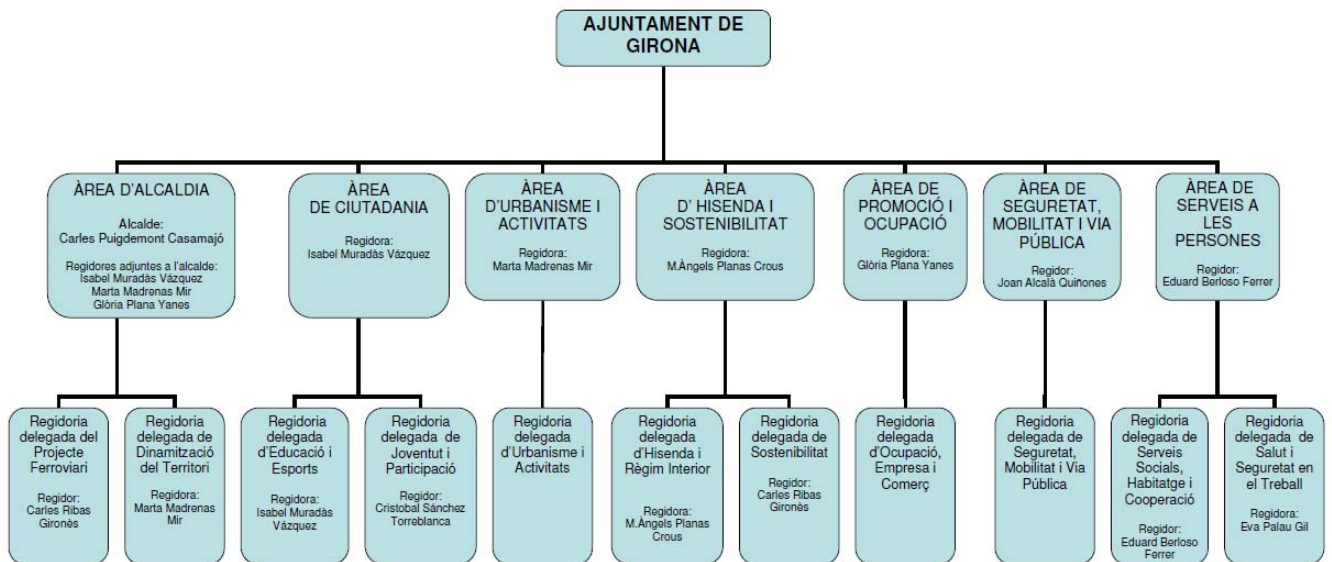 AJUNTAMENT DE
GIRONA
ÀREA D'ALCALDIA
Alcalde:
Carles Puigdemont Casamajó
Regidores adjuntes a l'alcalde:
Isabel Muradàs Vázquez
Marta Madrenas Mir
Glòria Plana Yanes
ÀREA
DE CIUTADANIA
Regidora:
Isabel Muradàs Vázquez
ÀREA
D'URBANISME I
ACTIVITATS
Regidora:
Marta Madrenas Mir
ÀREA
D' HISENDA I
SOSTENIBILITAT
Regidora:
M.Àngels Planas Crous
ÀREA DE
PROMOCIÓ I
OCUPACIÓ
Regidora:
Glòria Plana Yanes
ÀREA DE
SEGURETAT,
MOBILITAT I VIA
PÚBLICA
Regidor:
Joan Alcalà Quiñones
ÀREA DE
SERVEIS A
LES
PERSONES
Regidor:
Eduard Berloso Ferrer
Regidoria
delegada del
Projecte
Ferroviari
Regidor:
Carles Ribas
Gironès
Regidoria
delegada de
Dinamització
del Territori
Regidora:
Marta Madrenas
Mir
Regidoria
delegada
d'Educació i
Esports
Regidora:
Isabel Muradàs
Vázquez
Regidoria
delegada de
Joventut i
Participació
Regidor:
Cristobal Sánchez
Torreblanca
Regidoria
delegada
d'Urbanisme i
Activitats
Regidoria
delegada
d'Hisenda i
Règim Interior
Regidora:
M.Àngels Planas
Crous
Regidoria
delegada de
Sostenibilitat
Regidor:
Carles Ribas
Gironès
Regidoria
delegada
d'Ocupació,
Empresa i
Comerç
Regidoria
delegada de
Seguretat,
Mobilitat i Via
Pública
Regidoria
delegada de
Serveis
Socials,
Habitatge i
Cooperació
Regidor:
Eduard Berloso
Ferrer
Regidoria
delegada de
Salut i
Seguretat en
el Treball
Regidora:
Eva Palau Gil